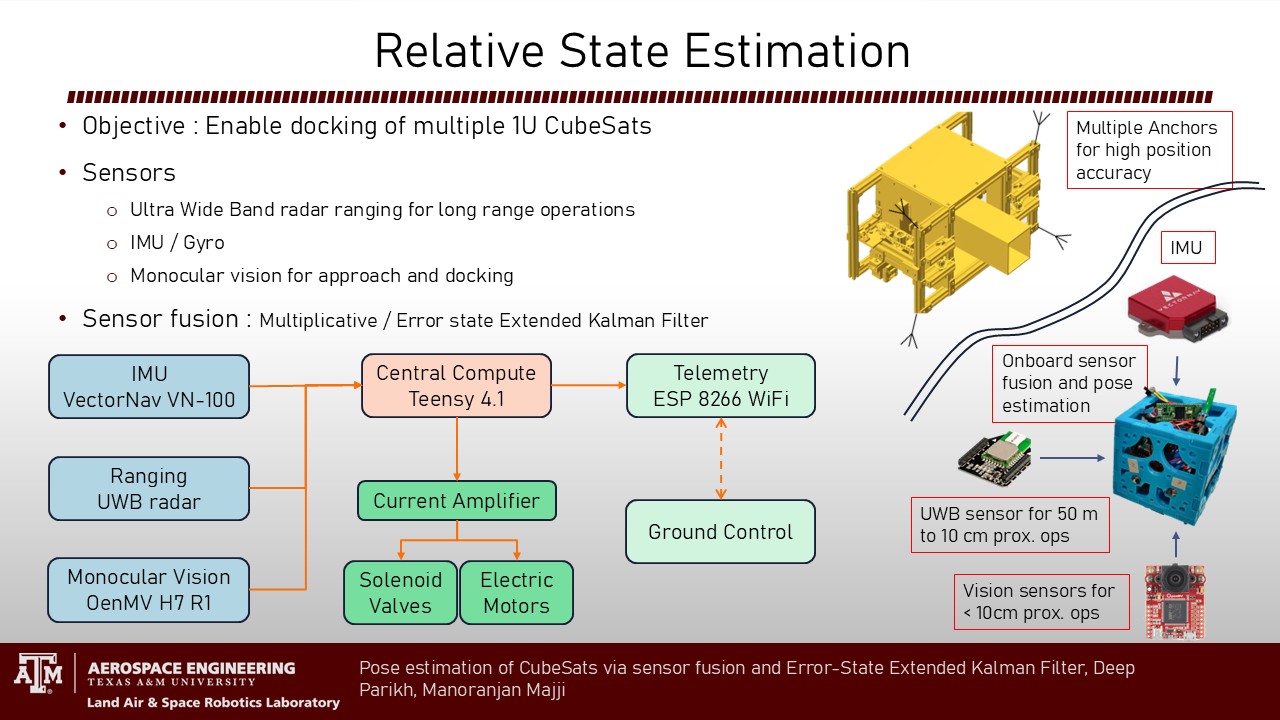 Relative State Estimation
• Objective : Enable docking of multiple 1U CubeSats
• Sensors
o Ultra Wide Band radar ranging for long range operations
o IMU / Gyro
o Monocular vision for approach and docking
• Sensor fusion : Multiplicative / Error state Extended Kalman Filter
Multiple Anchors
for high position
accuracy
IMU
VECTORNAV
Onboard sensor
fusion and pose
estimation
UWB sensor for 50 m
to 10 cm prox. ops
Vision sensors for
< 10cm prox. ops
IMU
VectorNav VN-100
Ranging
UWB radar
Monocular Vision
OenMV H7 R1
Central Compute
Teensy 4.1
Current Amplifier
Solenoid
Valves
Electric
Motors
Telemetry
ESP 8266 WiFi
Ground Control
ATM
AEROSPACE ENGINEERING
TEXAS A&M UNIVERSITY
Land Air & Space Robotics Laboratory
Pose estimation of CubeSats via sensor fusion and Error-State Extended Kalman Filter, Deep
Parikh, Manoranjan Majji